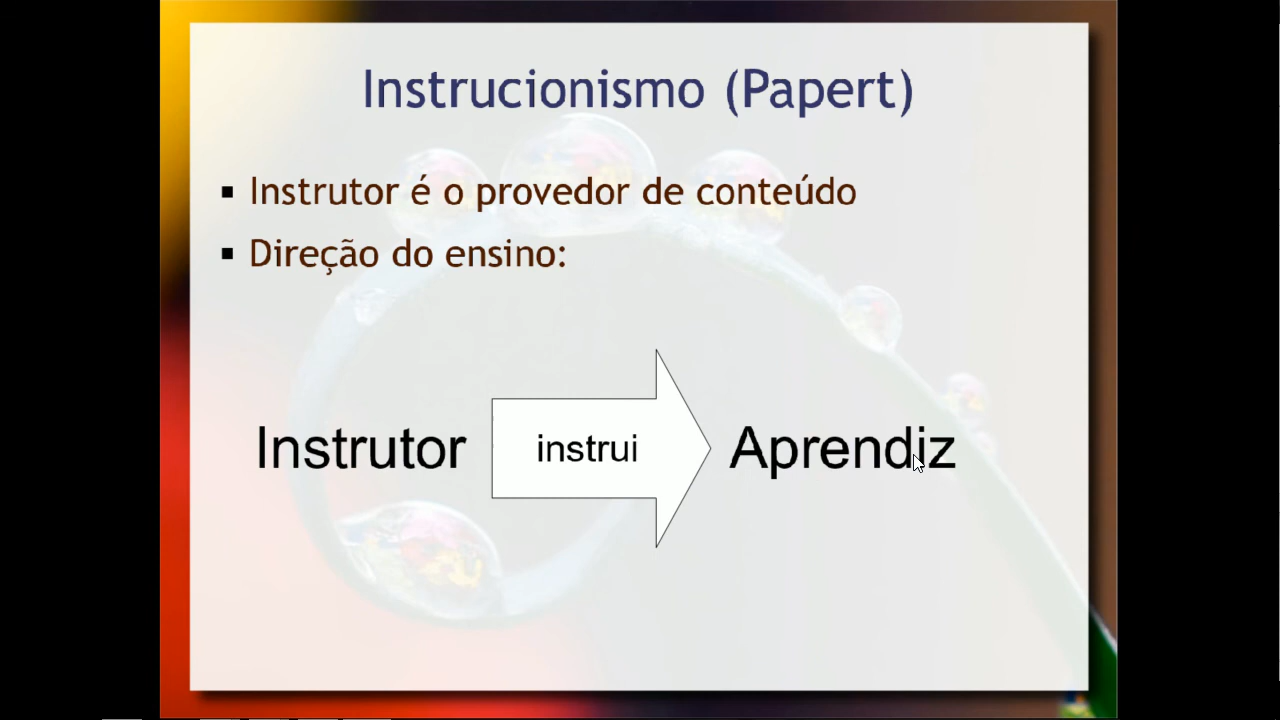 Instrucionismo (Papert)
Instrutor é o provedor de conteúdo
Direção do ensino:
Instrutor instrui Aprendiz